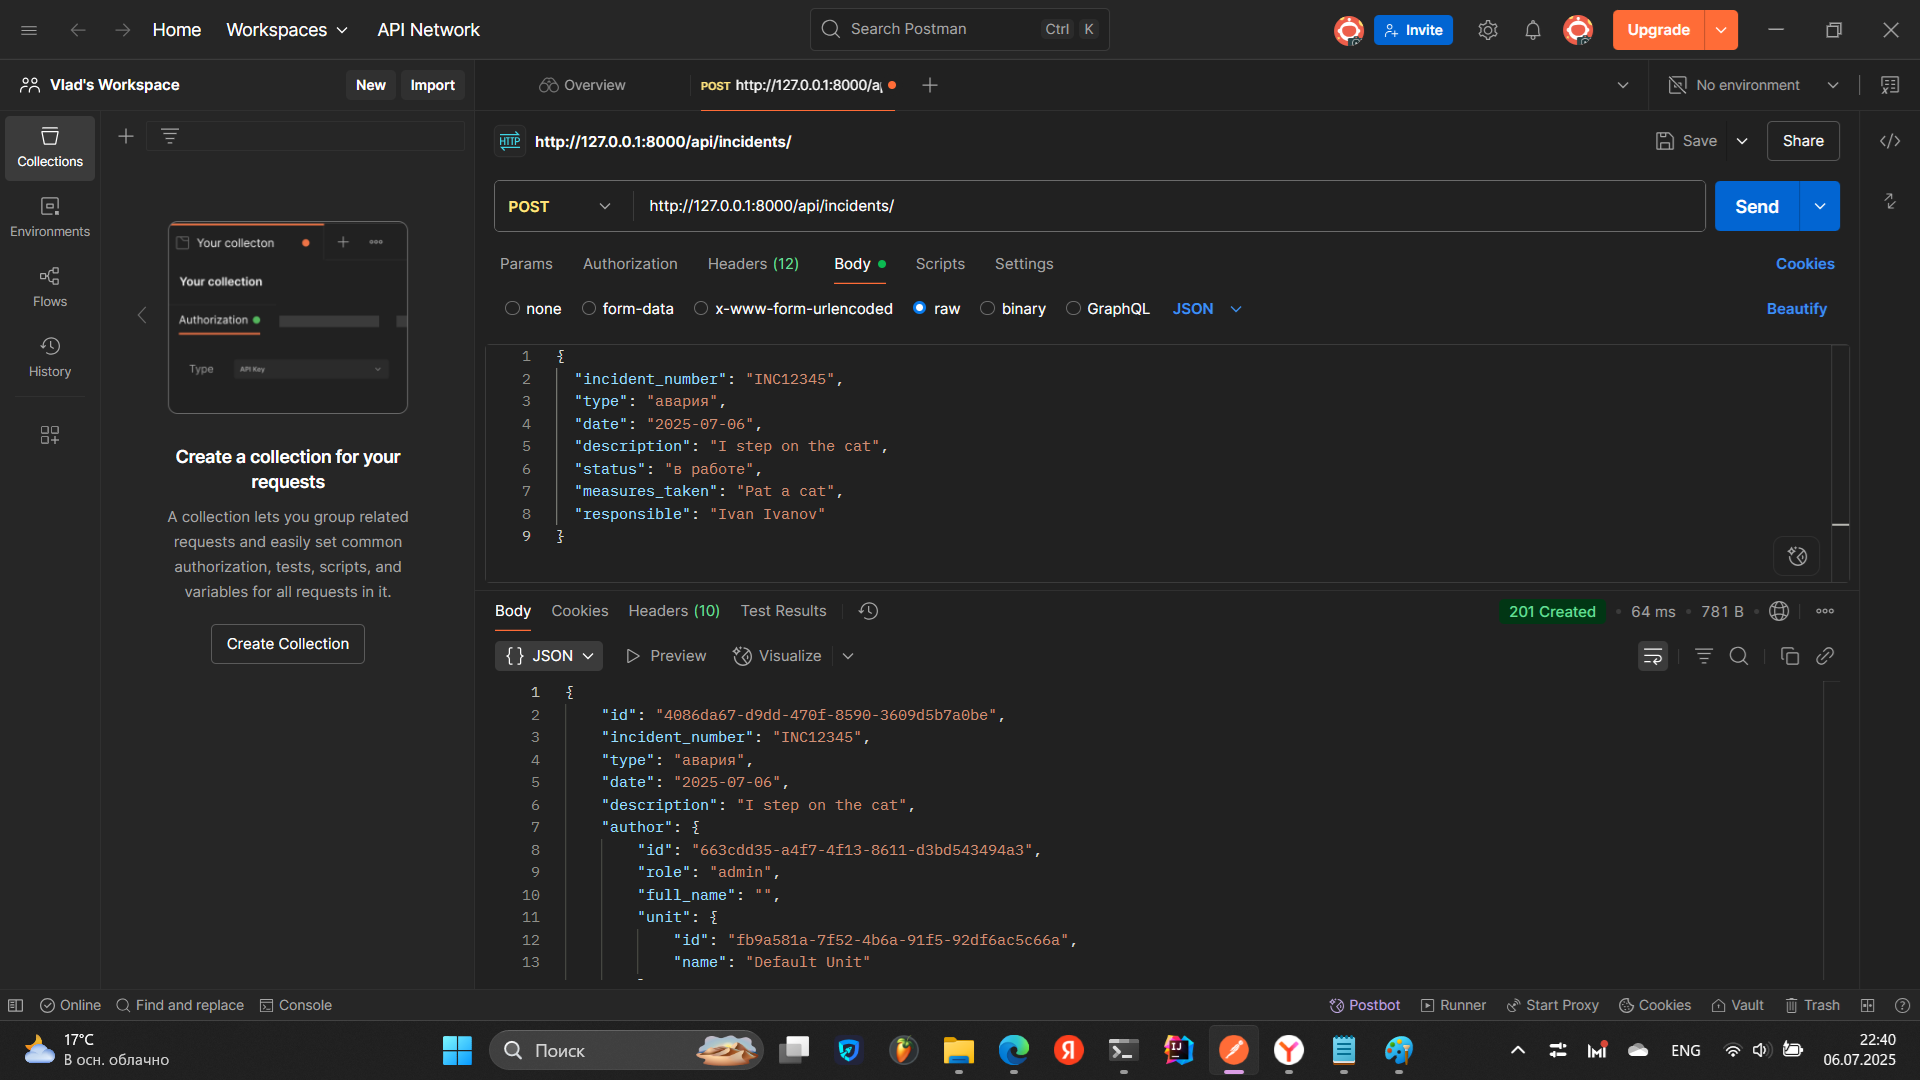 Home
Workspaces
API Network
Search Postman
Ctrl K
Invite
Upgrade
Vlad's Workspace
New
Import
Overview
POST http://127.0.0.1:8000/a
No environment
Collections
Environments
Flows
History
Your collecton
Your collection
Authorization
Type
API Key
Create a collection for your
requests
A collection lets you group related
requests and easily set common
authorization, tests, scripts, and
variables for all requests in it.
Create Collection
HTTP
http://127.0.0.1:8000/api/incidents/
Save
Share
POST
http://127.0.0.1:8000/api/incidents/
Send
Params
Authorization
Headers (12)
Body
Scripts
Settings
Cookies
none
form-data
x-www-form-urlencoded
raw
binary
GraphQL
JSON
Beautify
1 {
2 "incident_number": "INC12345",
3 "type": "авария",
4 "date": "2025-07-06",
5 "description": "I step on the cat",
6 "status": "в работе",
7 "measures_taken": "Pat a cat",
8 "responsible": "Ivan Ivanov"
9 }
Body
Cookies
Headers (10)
Test Results
201 Created
64 ms
781 B
{} JSON
Preview
Visualize
1 {
2 "id": "4086da67-d9dd-470f-8590-3609d5b7a0be",
3 "incident_number": "INC12345",
4 "type": "авария",
5 "date": "2025-07-06",
6 "description": "I step on the cat",
7 "author": {
8 "id": "663cdd35-a4f7-4f13-8611-d3bd543494a3",
9 "role": "admin",
10 "full_name": "",
11 "unit": {
12 "id": "fb9a581a-7f52-4b6a-91f5-92df6ac5c66a",
13 "name": "Default Unit"
Online
Find and replace
Console
Postbot
Runner
Start Proxy
Cookies
Vault
Trash
17°C
В осн. облачно
Поиск
ENG
22:40
06.07.2025